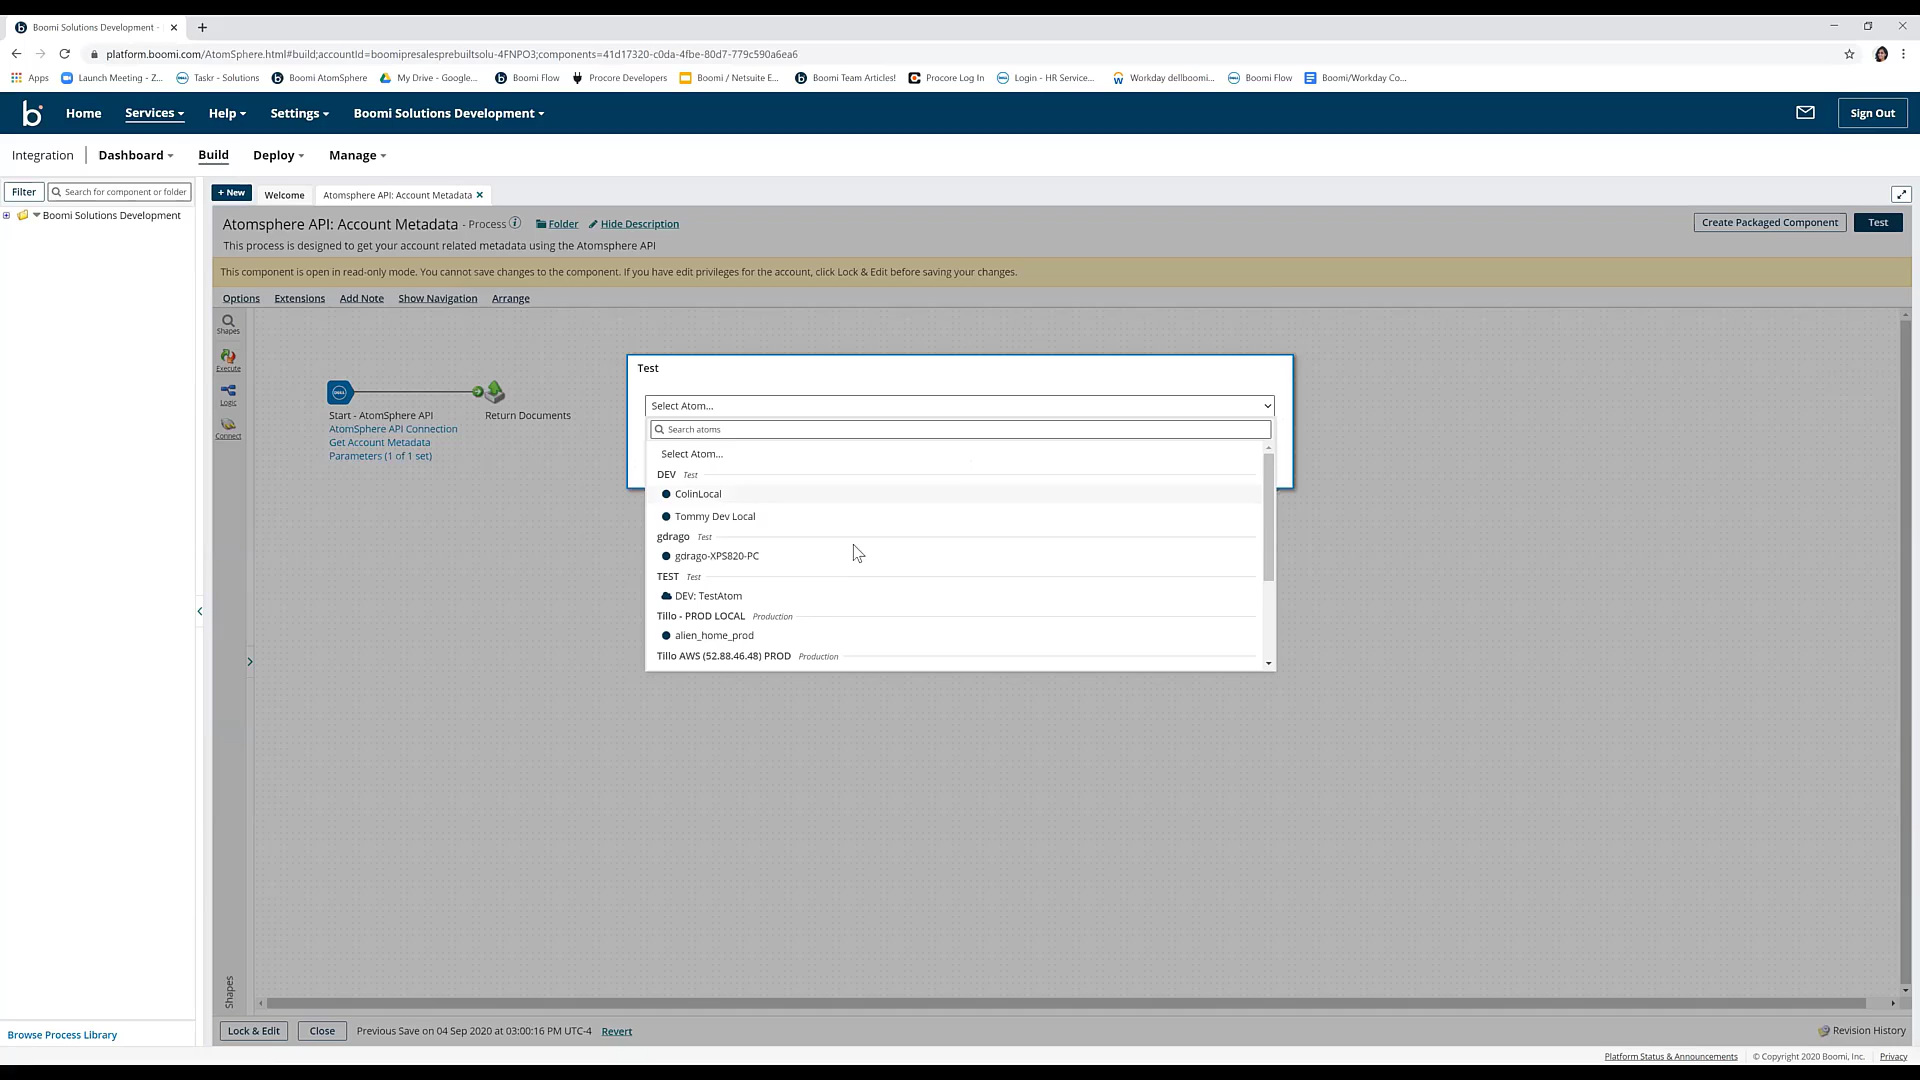 Boomi Solutions Development -
platform.boomi.com/AtomSphere.html#build;accountId=boomipresalesprebuiltsolu-4FNPO3;components=41d17320-c0da-4fbe-80d7-779c590a6ea6
Apps Launch Meeting - Z... Taskr - Solutions Boomi AtomSphere My Drive - Google... Boomi Flow Procore Developers Boomi / Netsuite E... Boomi Team Articles! Procore Log In Login - HR Service... Workday dellboomi... Boomi Flow Boomi/Workday Co...
Home Services Help Settings Boomi Solutions Development Sign Out
Integration Dashboard Build Deploy Manage
Filter Search for component or folder + New Welcome Atomsphere API: Account Metadata
Boomi Solutions Development
Atomsphere API: Account Metadata - Process Folder Hide Description Create Packaged Component Test
This process is designed to get your account related metadata using the Atomsphere API
This component is open in read-only mode. You cannot save changes to the component. If you have edit privileges for the account, click Lock & Edit before saving your changes.
Options Extensions Add Note Show Navigation Arrange
Shapes
Execute
Logic
Connect
DELL
Start - AtomSphere API Return Documents
AtomSphere API Connection
Get Account Metadata
Parameters (1 of 1 set)
Test
Select Atom...
Search atoms
Select Atom...
DEV Test
ColinLocal
Tommy Dev Local
gdrago Test
gdrago-XPS820-PC
TEST Test
DEV: TestAtom
Tillo - PROD LOCAL Production
alien_home_prod
Tillo AWS (52.88.46.48) PROD Production
Shapes
Lock & Edit Close Previous Save on 04 Sep 2020 at 03:00:16 PM UTC-4 Revert Revision History
Browse Process Library
Platform Status & Announcements © Copyright 2020 Boomi, Inc. Privacy